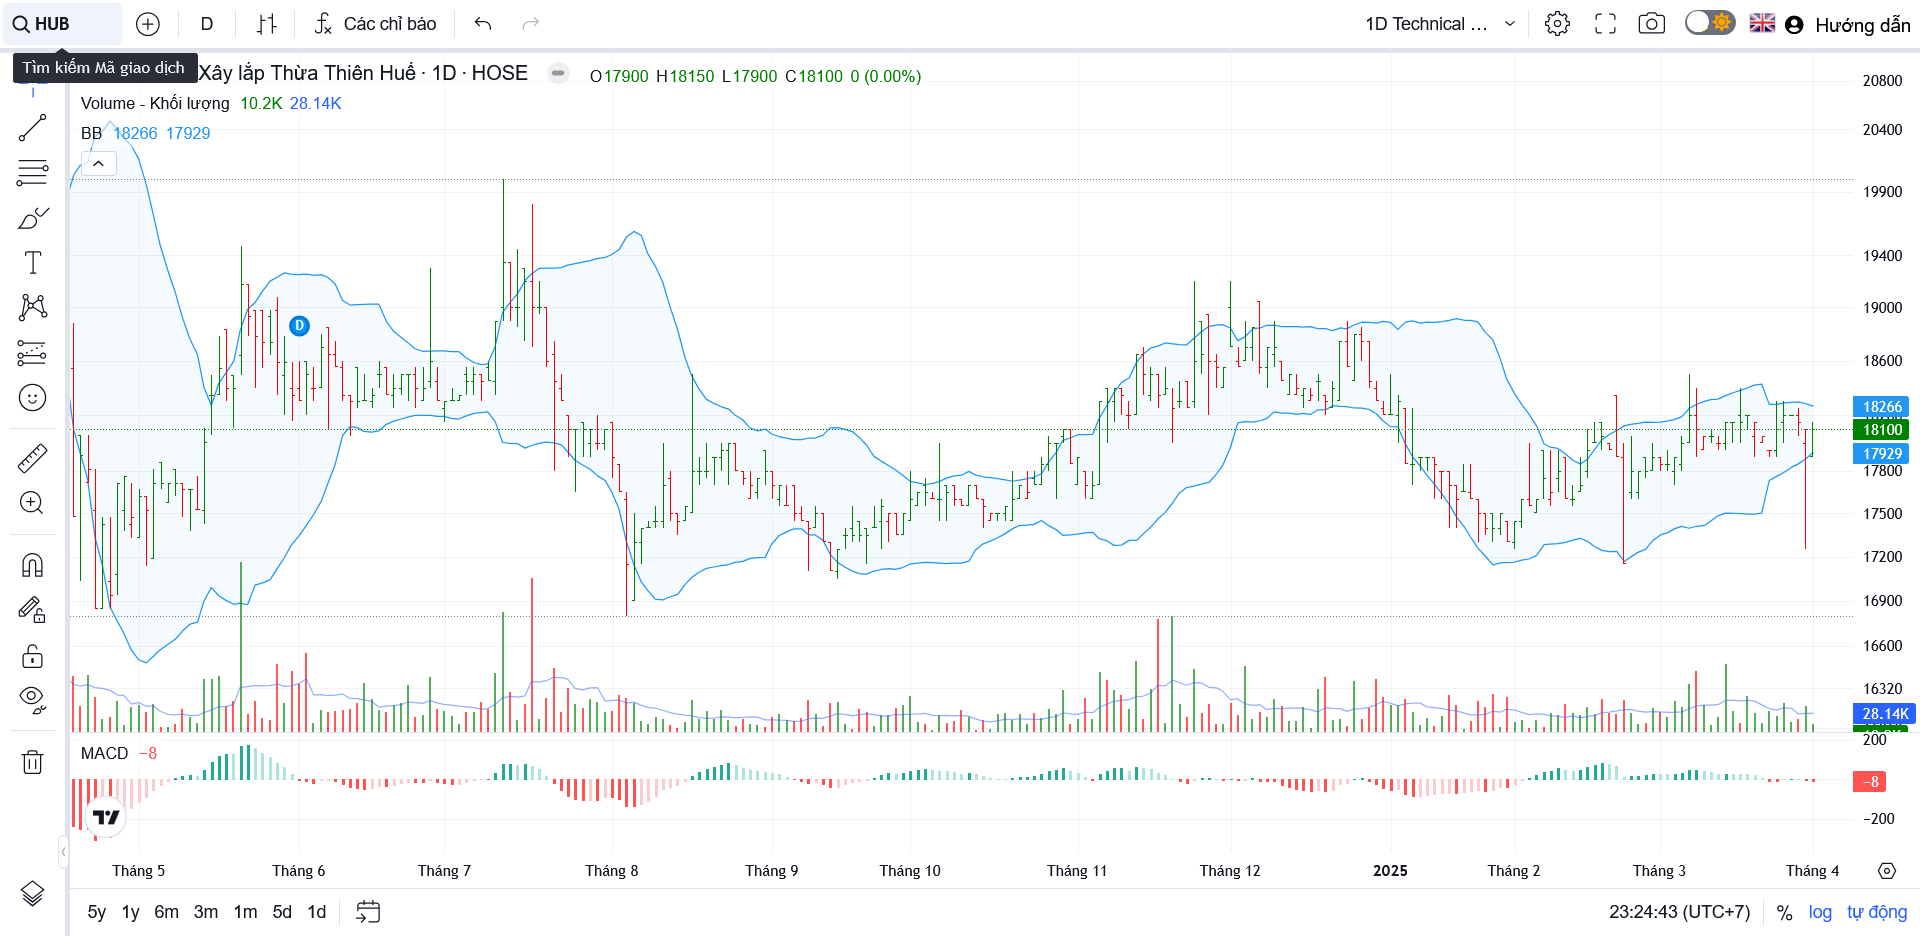 HUB
D
Các chỉ báo
1D Technical ...
Hướng dẫn
Tìm kiếm Mã giao dịch
Xây lắp Thừa Thiên Huế · 1D · HOSE
O17900 H18150 L17900 C18100 0 (0.00%)
Volume - Khối lượng 10.2K 28.14K
BB 18266 17929
D
20800
20400
19900
19400
19000
18600
18266
18100
17929
17800
17500
17200
16900
16600
16320
28.14K
200
MACD −8
−8
−200
Tháng 5 Tháng 6 Tháng 7 Tháng 8 Tháng 9 Tháng 10 Tháng 11 Tháng 12 2025 Tháng 2 Tháng 3 Tháng 4
5y 1y 6m 3m 1m 5d 1d
23:24:43 (UTC+7) % log tự động